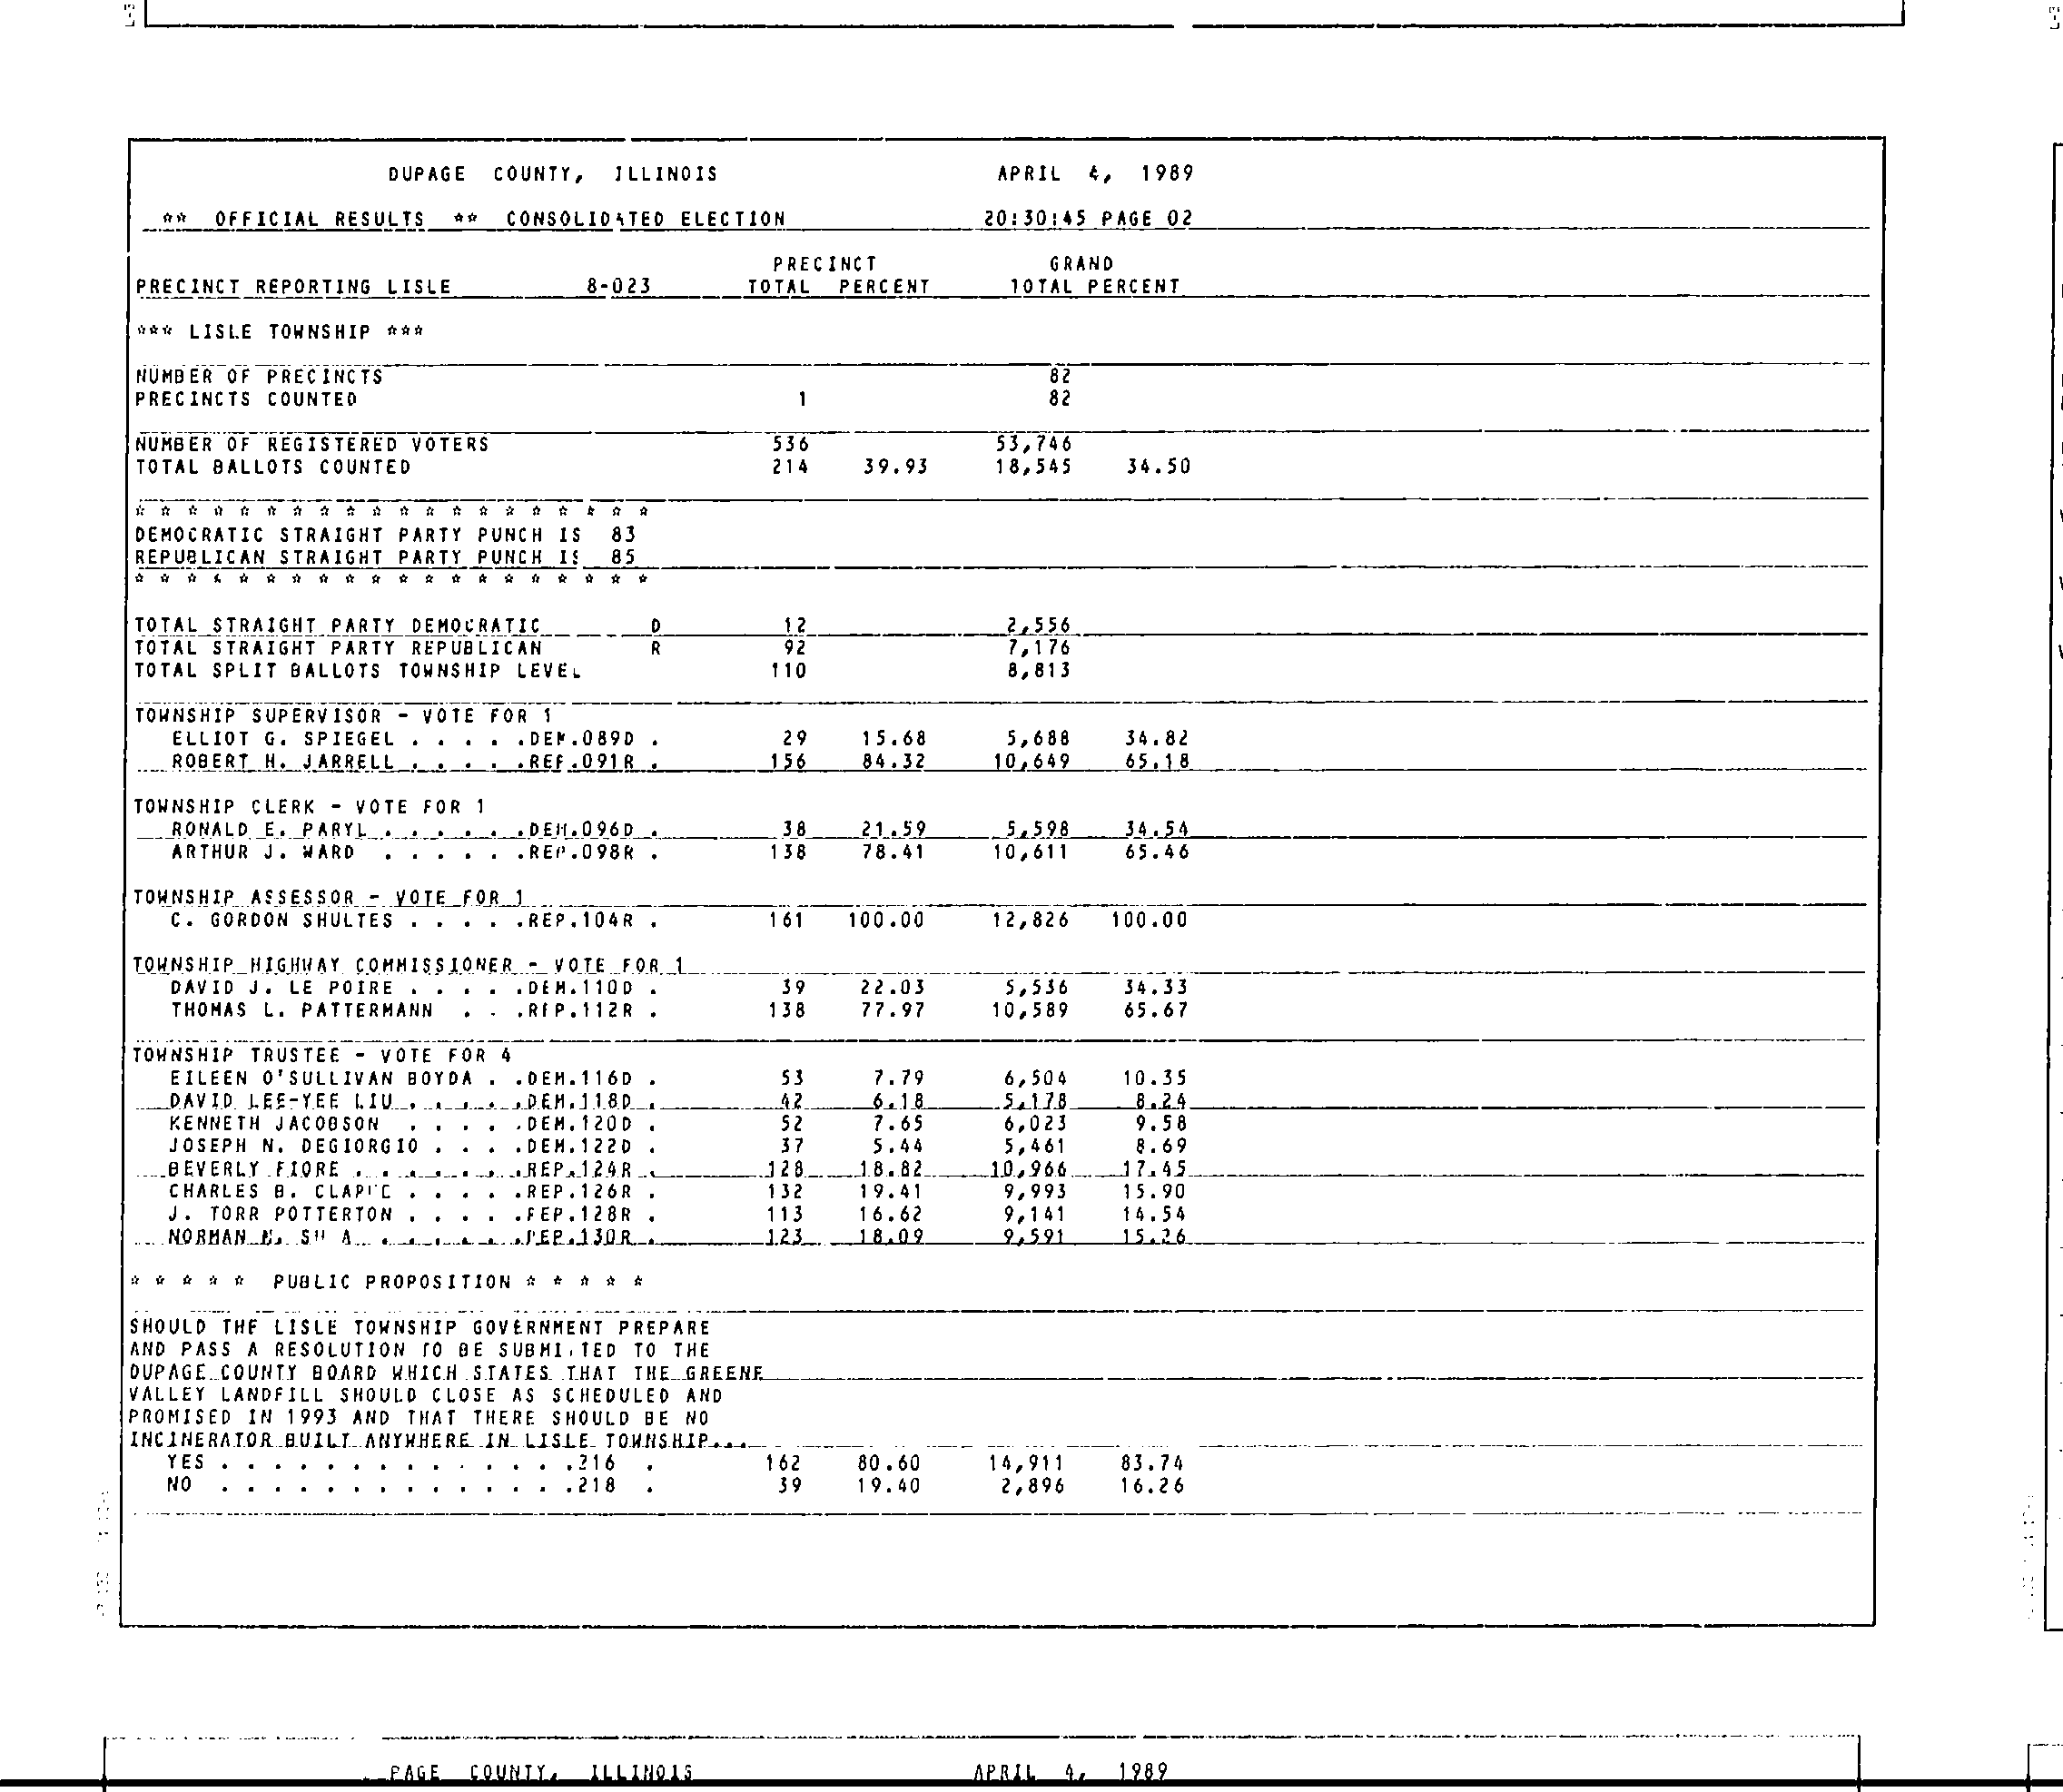 DUPAGE COUNTY, ILLINOIS APRIL 4, 1989
** OFFICIAL RESULTS ** CONSOLIDATED ELECTION 20:30:45 PAGE 02
PRECINCT GRAND
PRECINCT REPORTING LISLE 8-023 TOTAL PERCENT TOTAL PERCENT
*** LISLE TOWNSHIP ***
NUMBER OF PRECINCTS 82
PRECINCTS COUNTED 1 82
NUMBER OF REGISTERED VOTERS 536 53,746
TOTAL BALLOTS COUNTED 214 39.93 18,545 34.50
* * * * * * * * * * * * * * * * * * * *
DEMOCRATIC STRAIGHT PARTY PUNCH IS 83
REPUBLICAN STRAIGHT PARTY PUNCH IS 85
* * * * * * * * * * * * * * * * * * * *
TOTAL STRAIGHT PARTY DEMOCRATIC D 12 2,556
TOTAL STRAIGHT PARTY REPUBLICAN R 92 7,176
TOTAL SPLIT BALLOTS TOWNSHIP LEVEL 110 8,813
TOWNSHIP SUPERVISOR - VOTE FOR 1
ELLIOT G. SPIEGEL . . . . .DEM.089D . 29 15.68 5,688 34.82
ROBERT H. JARRELL . . . . .REP.091R . 156 84.32 10,649 65.18
TOWNSHIP CLERK - VOTE FOR 1
RONALD E. PARYL . . . . . .DEM.096D . 38 21.59 5,598 34.54
ARTHUR J. WARD . . . . . .REP.098R . 138 78.41 10,611 65.46
TOWNSHIP ASSESSOR - VOTE FOR 1
C. GORDON SHULTES . . . . .REP.104R . 161 100.00 12,826 100.00
TOWNSHIP HIGHWAY COMMISSIONER - VOTE FOR 1
DAVID J. LE POIRE . . . . .DEM.110D . 39 22.03 5,536 34.33
THOMAS L. PATTERMANN . . .REP.112R . 138 77.97 10,589 65.67
TOWNSHIP TRUSTEE - VOTE FOR 4
EILEEN O'SULLIVAN BOYDA . .DEM.116D . 53 7.79 6,504 10.35
DAVID LEE-YEE LIU . . . . .DEM.118D . 42 6.18 5,178 8.24
KENNETH JACOBSON . . . . .DEM.120D . 52 7.65 6,023 9.58
JOSEPH N. DEGIORGIO . . . .DEM.122D . 37 5.44 5,461 8.69
BEVERLY FIORE . . . . . . .REP.124R . 128 18.82 10,966 17.45
CHARLES B. . . . . .REP.126R . 132 19.41 9,993 15.90
J. TORR POTTERTON . . . . .REP.128R . 113 16.62 9,141 14.54
NORMAN . . . . . . .REP.130R . 123 18.09 9,591 15.26
* * * * * PUBLIC PROPOSITION * * * * *
SHOULD THE LISLE TOWNSHIP GOVERNMENT PREPARE
AND PASS A RESOLUTION TO BE SUBMITTED TO THE
DUPAGE COUNTY BOARD WHICH STATES THAT THE GREENE
VALLEY LANDFILL SHOULD CLOSE AS SCHEDULED AND
PROMISED IN 1993 AND THAT THERE SHOULD BE NO
INCINERATOR BUILT ANYWHERE IN LISLE TOWNSHIP...
YES . . . . . . . . . . . . . .216 . 162 80.60 14,911 83.74
NO . . . . . . . . . . . . . .218 . 39 19.40 2,896 16.26
PAGE COUNTY, ILLINOIS APRIL 4, 1989